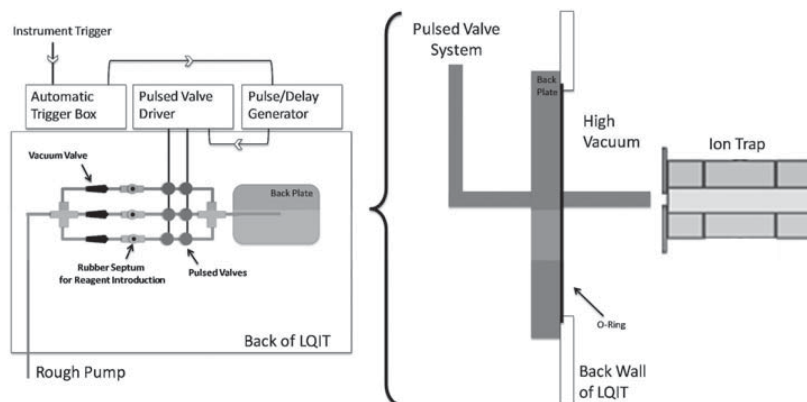 Instrument Trigger
Automatic
Trigger Box
Pulsed Valve
Driver
Pulse/Delay
Generator
Vacuum Valve
Back Plate
Rubber Septum
for Reagent Introduction
Pulsed Valves
Back of LQIT
Rough Pump
Pulsed Valve
System
Back
Plate
High
Vacuum
Ion Trap
O-Ring
Back Wall
of LQIT